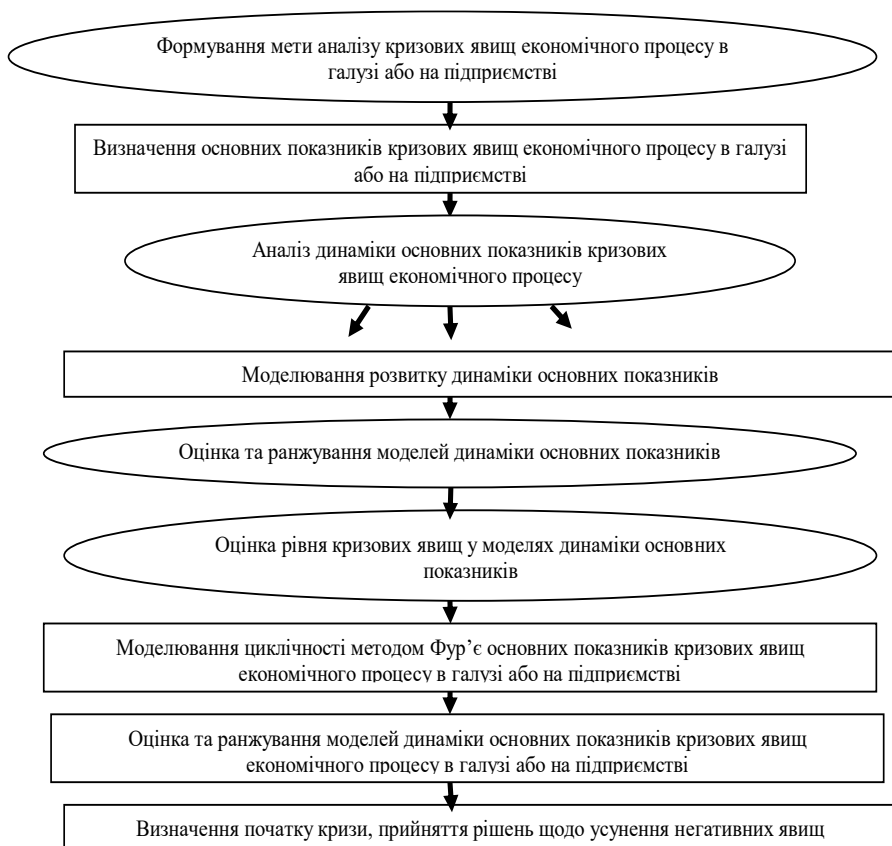 Формування мети аналізу кризових явищ економічного процесу в
галузі або на підприємстві
Визначення основних показників кризових явищ економічного процесу в галузі
або на підприємстві
Аналіз динаміки основних показників кризових
явищ економічного процесу
Моделювання розвитку динаміки основних показників
Оцінка та ранжування моделей динаміки основних показників
Оцінка рівня кризових явищ у моделях динаміки основних
показників
Моделювання циклічності методом Фур’є основних показників кризових явищ
економічного процесу в галузі або на підприємстві
Оцінка та ранжування моделей динаміки основних показників кризових явищ
економічного процесу в галузі або на підприємстві
Визначення початку кризи, прийняття рішень щодо усунення негативних явищ